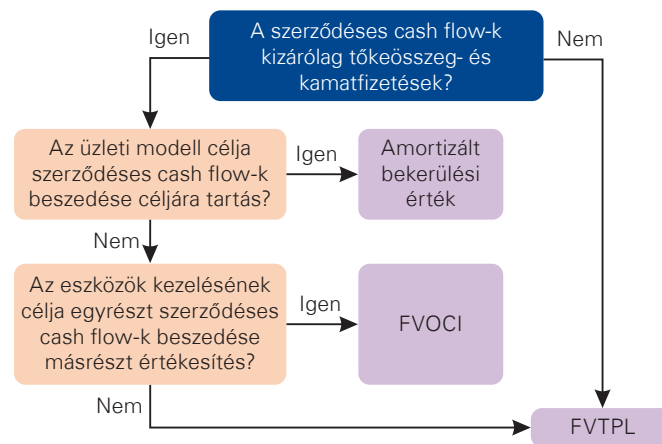 Igen
A szerződéses cash flow-k
kizárólag tőkeösszeg- és
kamatfizetések?
Nem
Az üzleti modell célja
szerződéses cash flow-k
beszedése céljára tartás?
Igen
Amortizált
bekerülési
érték
Nem
Az eszközök kezelésének
célja egyrészt szerződéses
cash flow-k beszedése
másrészt értékesítés?
Igen
FVOCI
Nem
FVTPL